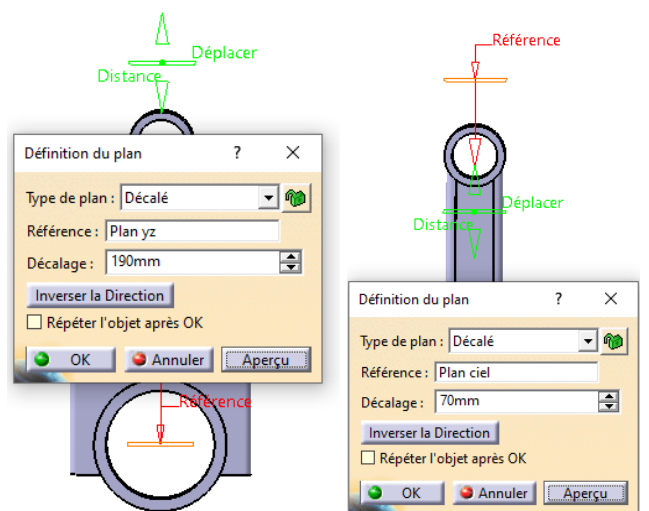 Déplacer
Distance
Définition du plan ? ×
Type de plan : Décalé
Référence : Plan yz
Décalage : 190mm
Inverser la Direction
Répéter l'objet après OK
OK Annuler Aperçu
Référence
Référence
Déplacer
Distance
Définition du plan ? ×
Type de plan : Décalé
Référence : Plan ciel
Décalage : 70mm
Inverser la Direction
Répéter l'objet après OK
OK Annuler Aperçu